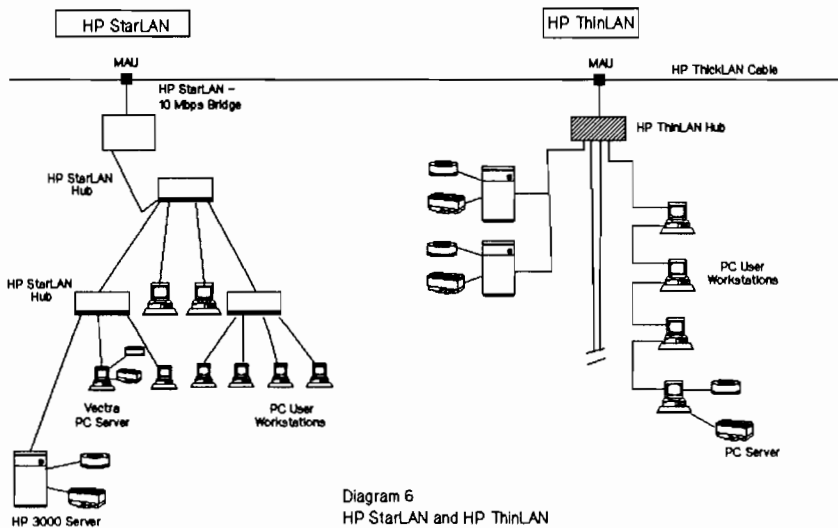 HP StarLAN
HP ThinLAN
MAU
MAU
HP ThickLAN Cable
HP StarLAN –
10 Mbps Bridge
HP ThinLAN Hub
HP StarLAN
Hub
HP StarLAN
Hub
PC User
Workstations
Vectra
PC Server
PC User
Workstations
PC Server
HP 3000 Server
Diagram 6
HP StarLAN and HP ThinLAN